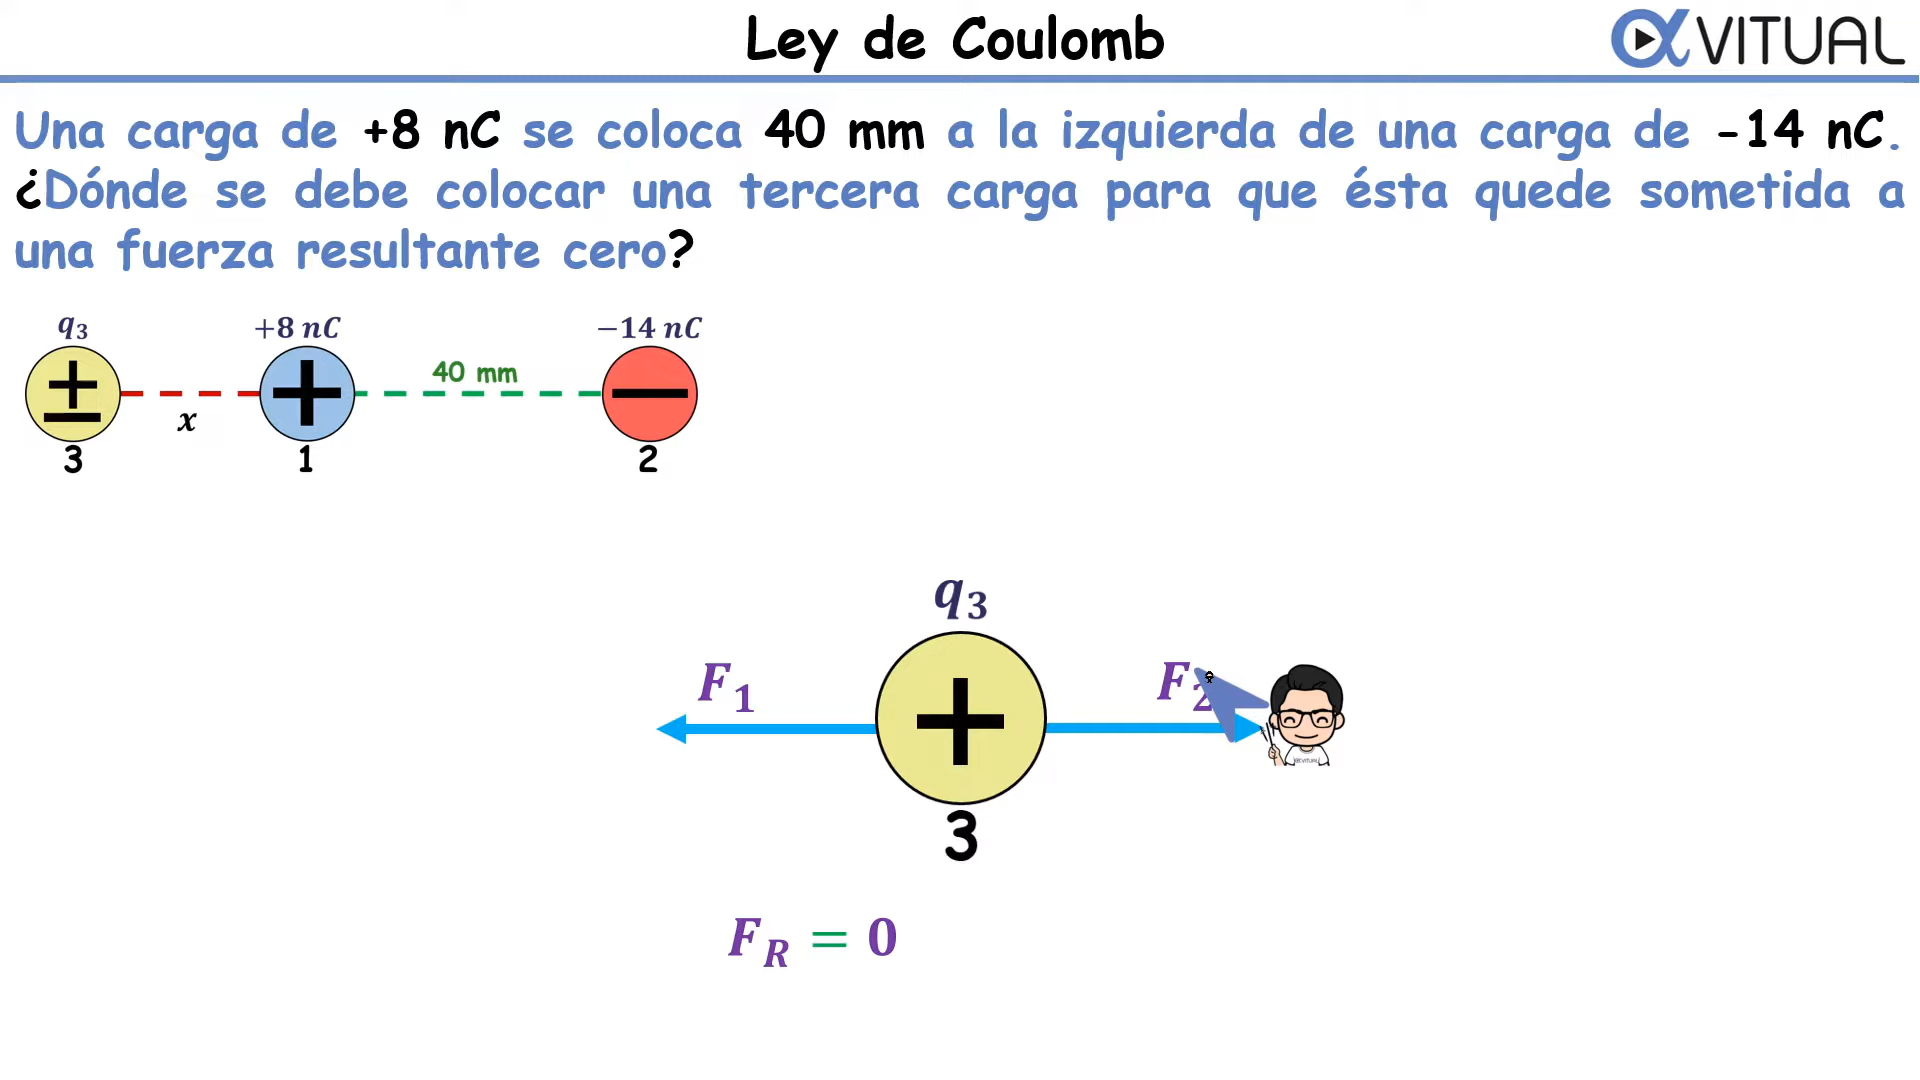 Ley de Coulomb
αVITUAL
Una carga de +8 nC se coloca 40 mm a la izquierda de una carga de -14 nC.
¿Dónde se debe colocar una tercera carga para que ésta quede sometida a
una fuerza resultante cero?
q₃ +8 nC −14 nC
40 mm
x
3 1 2
q₃
F₁ F₂
3
F_R = 0